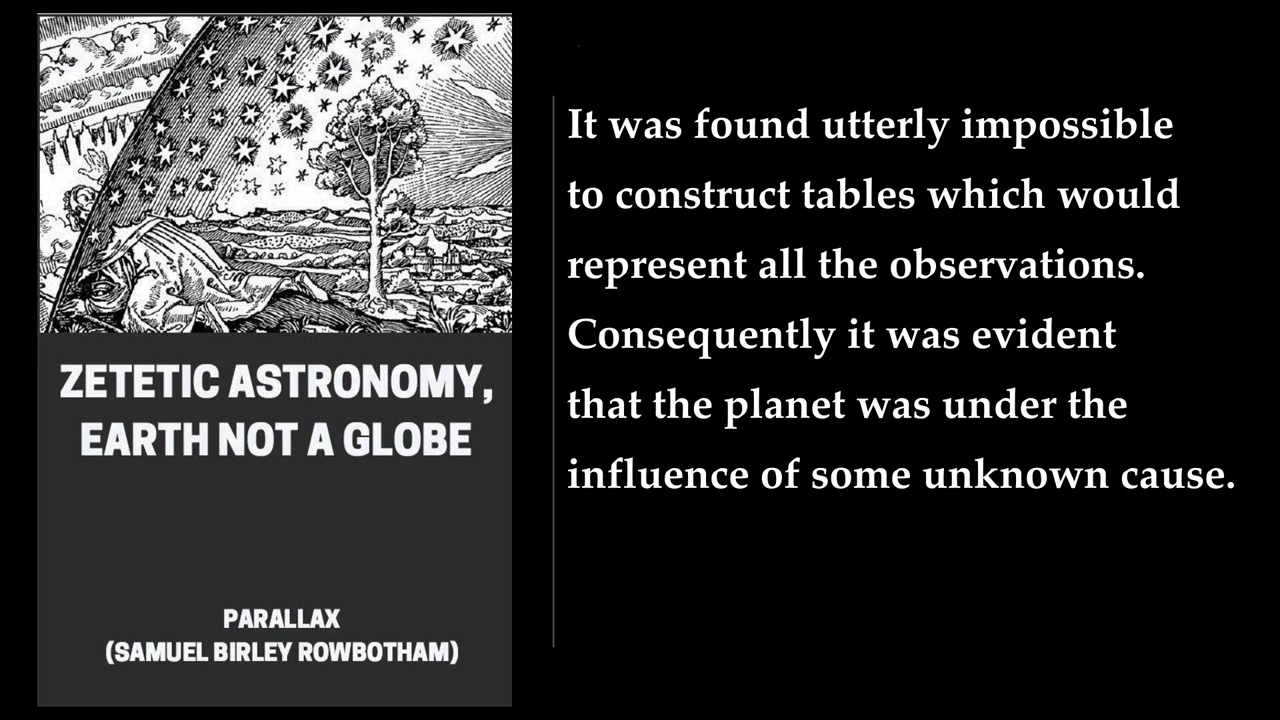 ZETETIC ASTRONOMY,
EARTH NOT A GLOBE
PARALLAX
(SAMUEL BIRLEY ROWBOTHAM)
It was found utterly impossible
to construct tables which would
represent all the observations.
Consequently it was evident
that the planet was under the
influence of some unknown cause.